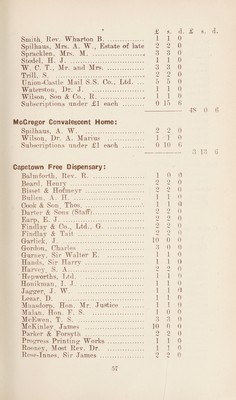 £ s. d. £ s. d.
Smith, Rev. Wharton B. 1 1 0
Spilhaus, Mrs. A. W., Estate of late 2 2 0
Spracklen, Mrs. M. 3 3 0
Stodel, H. J. 1 1 0
W. C. T., Mr. and Mrs. 3 3 0
Trill, S. 2 2 0
Union-Castle Mail S.S. Co., Ltd. 5 5 0
Waterston, Dr. J. 1 1 0
Wilson, Son & Co., R. 1 1 0
Subscriptions under £1 each 0 15 6
48 0 6
McGregor Convalescent Home:
Spilhaus, A. W. 2 2 0
Wilson, Dr. A. Marius 1 1 0
Subscriptions under £1 each 0 10 6
3 13 6
Capetown Free Dispensary:
Balmforth, Rev. R. 1 0 0
Beard, Henry 2 2 0
Bisset & Hofmeyr 2 2 0
Bullen, A. H. 1 1 0
Cook & Son, Thos. 1 1 0
Darter & Sons (Staff) 2 2 0
Earp, E. J. 2 2 0
Findlay & Co., Ltd., G. 2 2 0
Findlay & Tait 2 2 0
Garlick, J. 10 0 0
Gordon, Charles 3 0 0
Gurney, Sir Walter E. 1 1 0
Hands, Sir Harry 1 1 0
Harvey, S. A. 2 2 0
Hepworths, Ltd. 1 1 0
Honikman, I. J. 1 1 0
Jagger, J. W. 1 1 0
Lezar, D. 1 1 0
Maasdorp, Hon. Mr. Justice 1 1 0
Malan, Hon. F. S. 1 0 0
McEwen, T. S. 3 3 0
McKinley, James 10 0 0
Parker & Forsyth 2 2 0
Progress Printing Works 1 1 0
Rooney, Most Rev. Dr. 1 1 0
Rose-Innes, Sir James 2 2 0
57